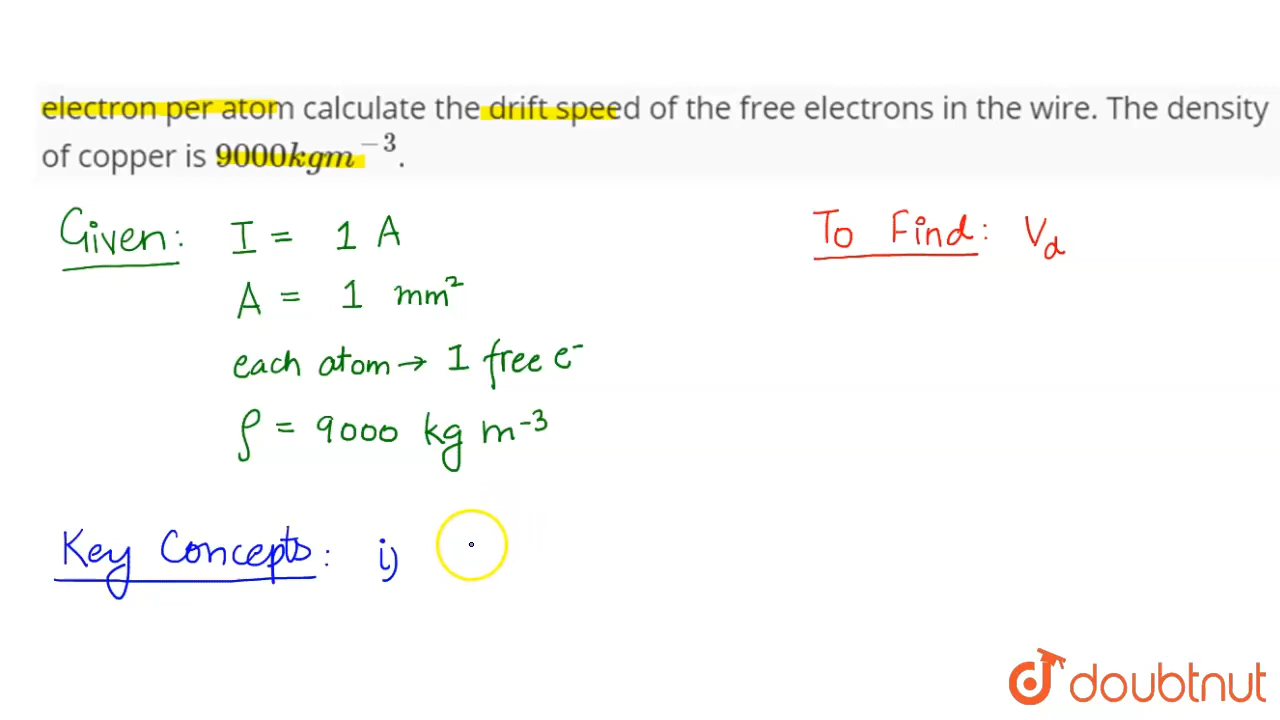 electron per atom calculate the drift speed of the free electrons in the wire. The density
of copper is 9000kgm⁻³.
Given: I = 1 A
To Find: Vd
A = 1 mm²
each atom → 1 free e⁻
ρ = 9000 kg m⁻³
Key Concepts: i)
doubtnut